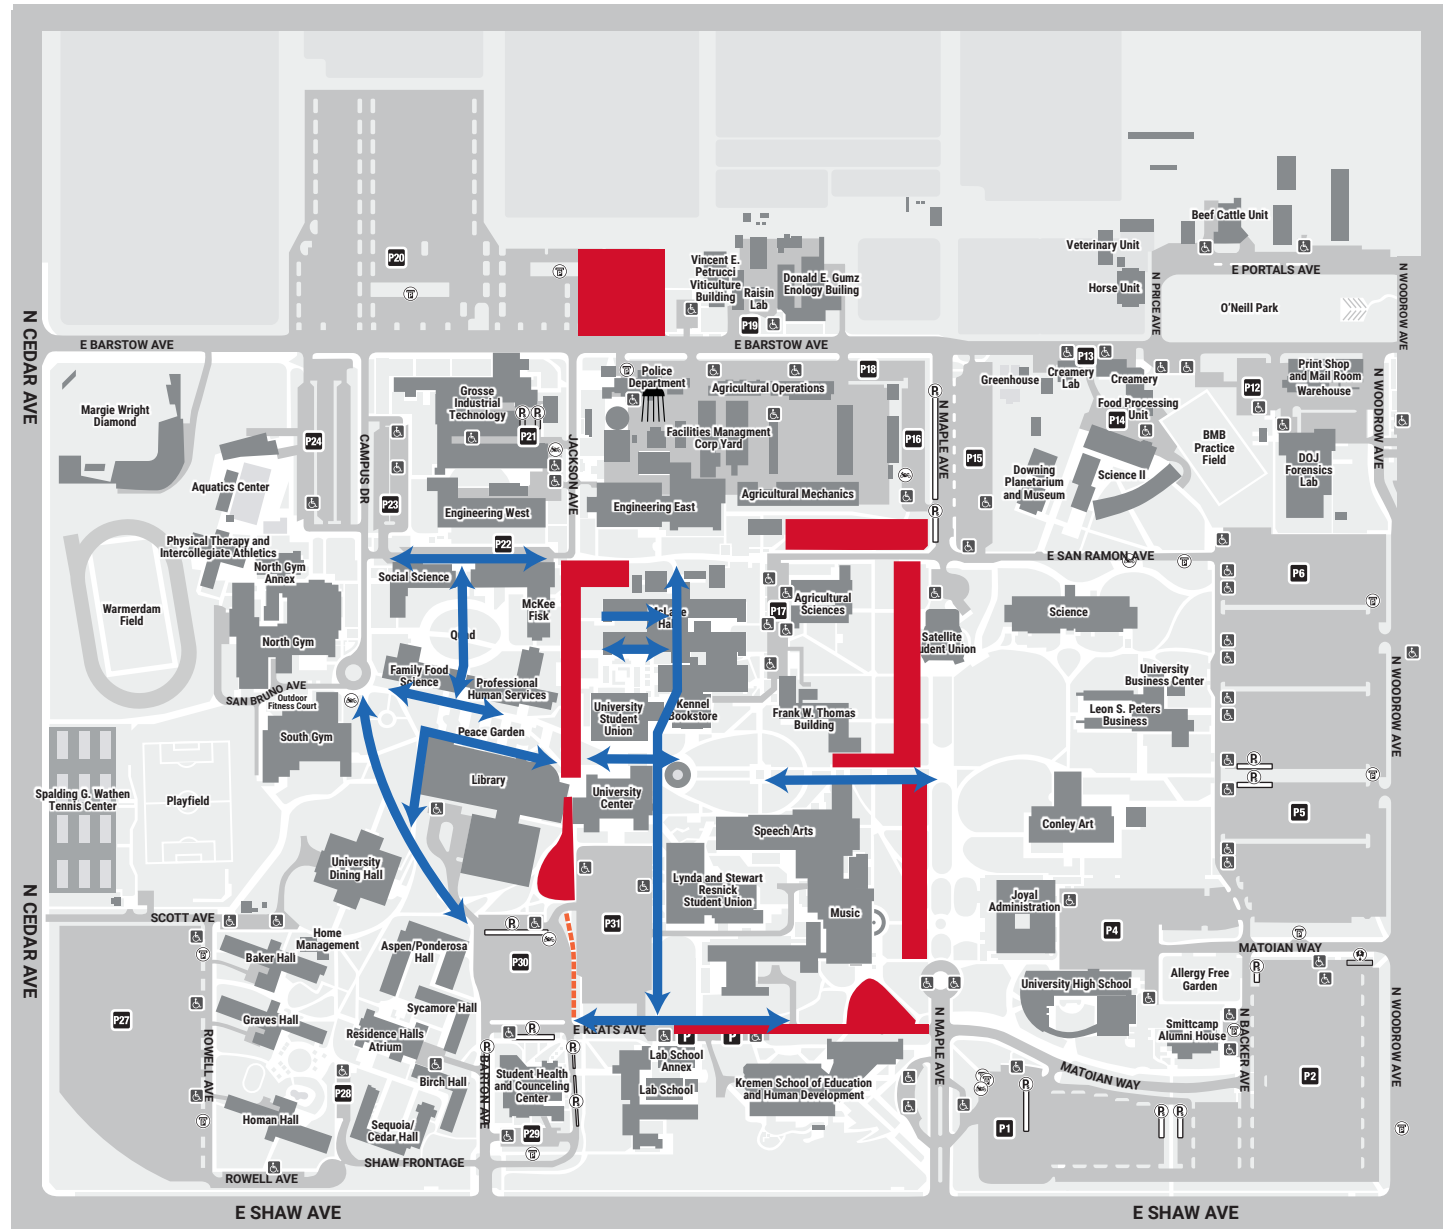 Beef Cattle Unit
Veterinary Unit
P20
Vincent E.
Petrucci
Viticulture
Building
Raisin
Lab
Donald E. Gumz
Enology Builing
E PORTALS AVE
Horse Unit
N PRICE AVE
O'Neill Park
N WOODROW AVE
P19
N CEDAR AVE
E BARSTOW AVE
E BARSTOW AVE
P13
Creamery
Lab
Creamery
Greenhouse
Print Shop
and Mail Room
Warehouse
P12
Police
Department
P18
Agricultural Operations
Grosse
Industrial
Technology
R R
P21
R
Margie Wright
Diamond
N WOODROW AVE
Food Processing
Unit
P14
N MAPLE AVE
P24
CAMPUS DR
JACKSON AVE
Facilities Managment
Corp Yard
P16
P15
BMB
Practice
Field
DOJ
Forensics
Lab
Science II
Downing
Planetarium
and Museum
Aquatics Center
P23
Engineering West
Engineering East
Agricultural Mechanics
R
Physical Therapy and
Intercollegiate Athletics
P22
E SAN RAMON AVE
North Gym
Annex
Social Science
P6
McKee
Fisk
McLane
Hall
P17
Agricultural
Sciences
Science
Warmerdam
Field
North Gym
Quad
Satellite
Student Union
Family Food
Science
Professional
Human Services
University
Business Center
N WOODROW AVE
SAN BRUNO AVE
Outdoor
Fitness Court
University
Student
Union
Kennel
Bookstore
Frank W. Thomas
Building
Leon S. Peters
Business
South Gym
Peace Garden
R
R
Library
University
Center
Spalding G. Wathen
Tennis Center
Playfield
P5
Conley Art
Speech Arts
University
Dining Hall
Lynda and Stewart
Resnick
Student Union
N CEDAR AVE
Joyal
Administration
Music
SCOTT AVE
R
P31
P4
Home
Management
Aspen/Ponderosa
Hall
MATOIAN WAY
Baker Hall
P30
R
Allergy Free
Garden
University High School
Sycamore Hall
P27
Graves Hall
E KEATS AVE
R
P P
N MAPLE AVE
Smittcamp
Alumni House
N BACKER AVE
N WOODROW AVE
Residence Halls
Atrium
ROWELL AVE
R
R
Lab School
Annex
Birch Hall
BARTON AVE
Student Health
and Counceling
Center
Lab School
Kremen School of Education
and Human Development
MATOIAN WAY
P2
P28
R
R
Homan Hall
Sequoia/
Cedar Hall
P29
P1
R R
SHAW FRONTAGE
ROWELL AVE
E SHAW AVE
E SHAW AVE